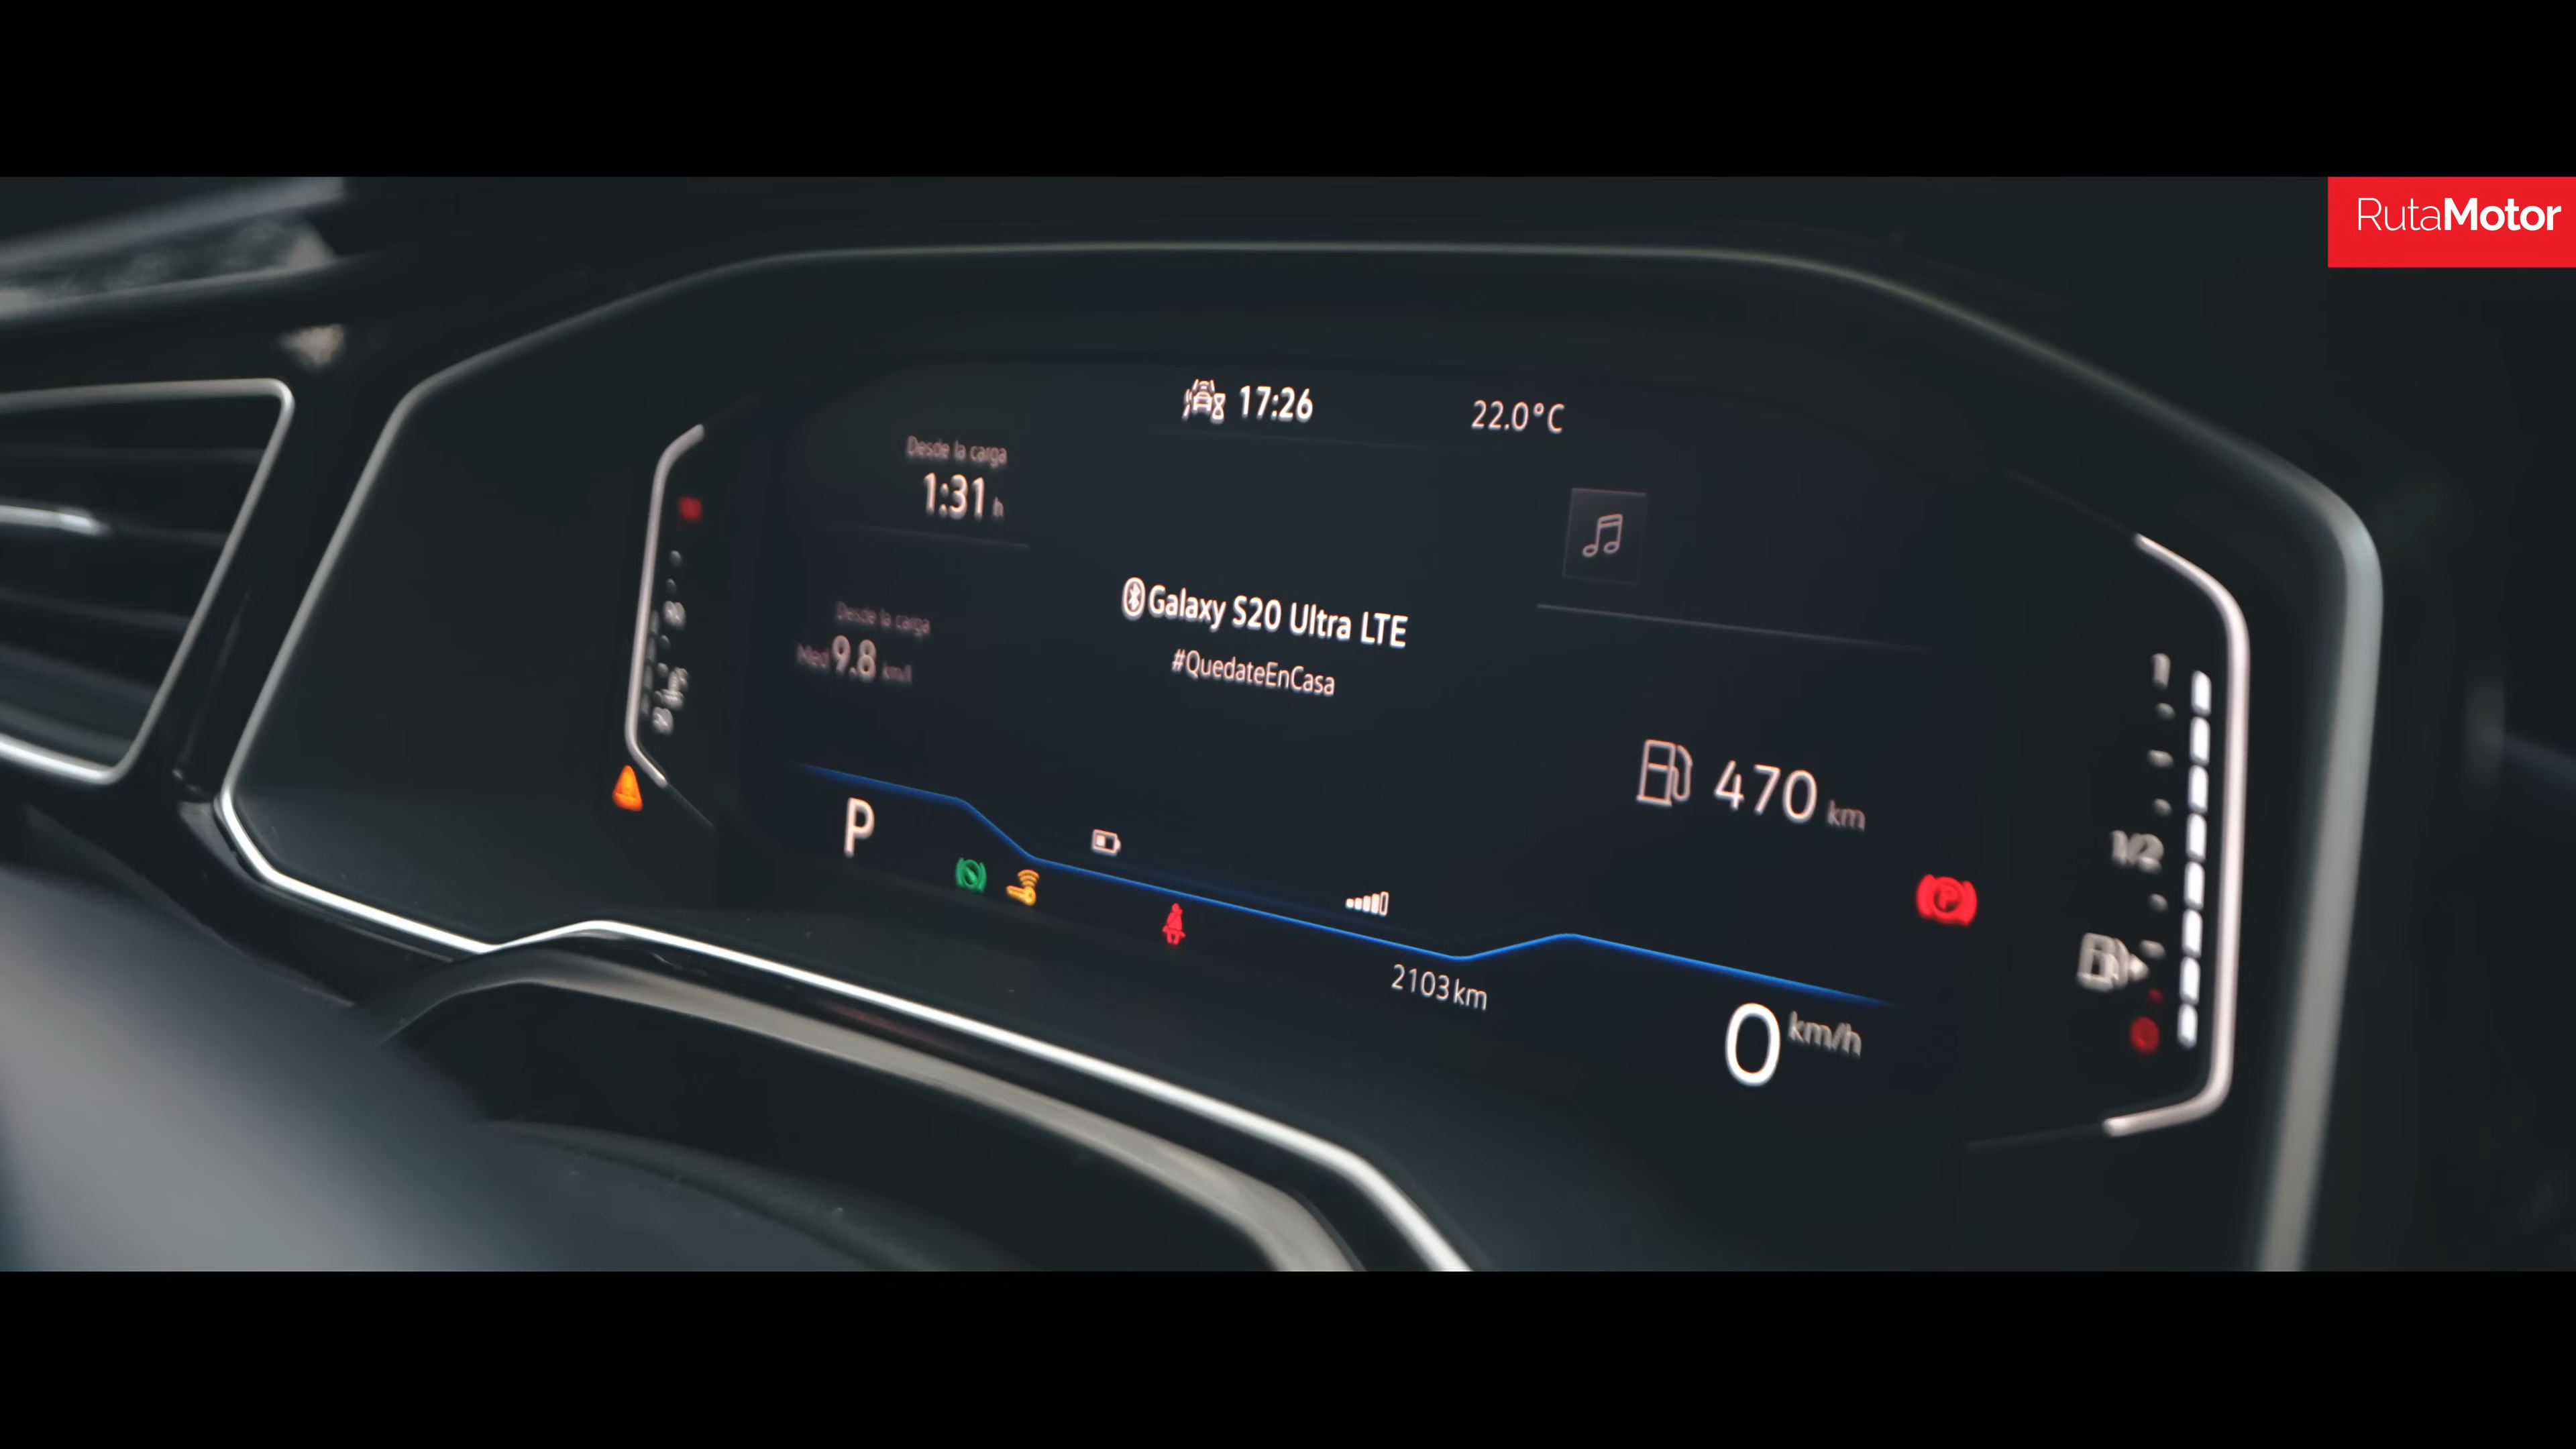 RutaMotor
17:26
22.0°C
Desde la carga
1:31 h
Galaxy S20 Ultra LTE
#QuedateEnCasa
Desde la carga
Med 9.8 km/l
470 km
P
1
1/2
2103 km
0 km/h